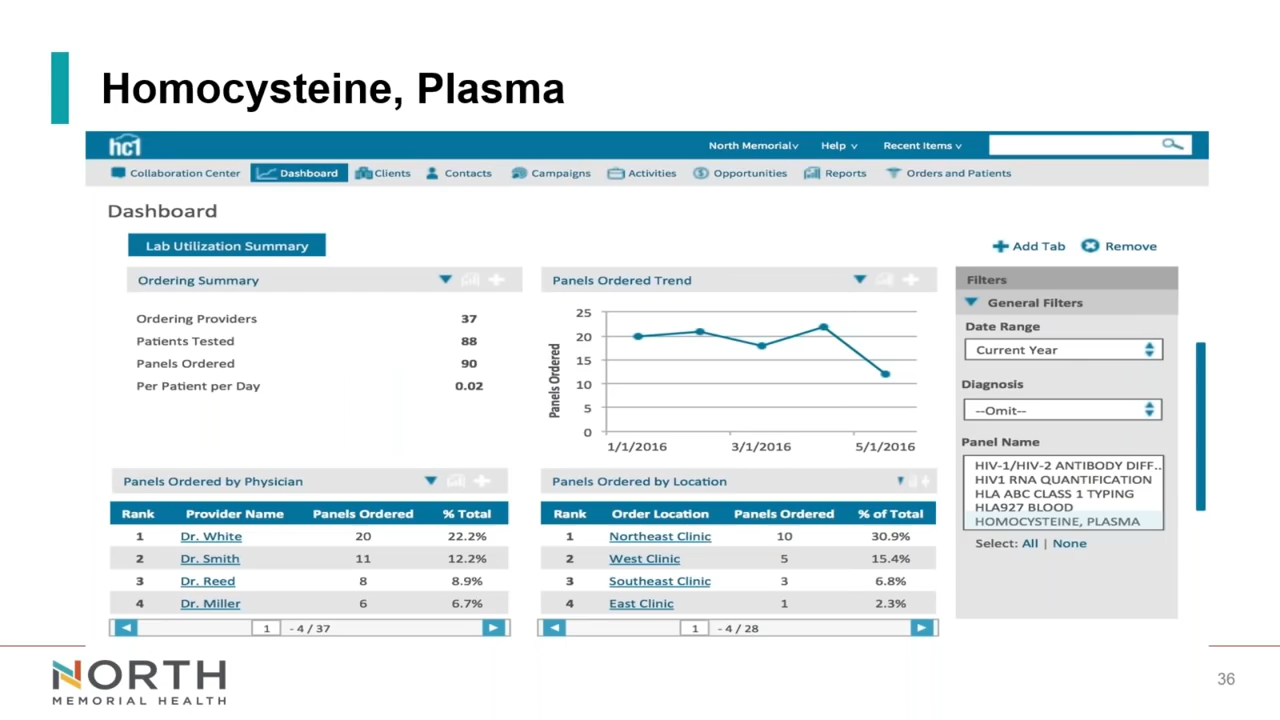 Homocysteine, Plasma
hc1
North Memorial Help Recent Items
Collaboration Center Dashboard Clients Contacts Campaigns Activities Opportunities Reports Orders and Patients
Dashboard
Lab Utilization Summary
Add Tab Remove
Ordering Summary
Ordering Providers 37
Patients Tested 88
Panels Ordered 90
Per Patient per Day 0.02
Panels Ordered Trend
Panels Ordered
25
20
15
10
5
0
1/1/2016 3/1/2016 5/1/2016
Filters
General Filters
Date Range
Current Year
Diagnosis
--Omit--
Panel Name
HIV-1/HIV-2 ANTIBODY DIFF..
HIV1 RNA QUANTIFICATION
HLA ABC CLASS 1 TYPING
HLA927 BLOOD
HOMOCYSTEINE, PLASMA
Select: All | None
Panels Ordered by Physician
Rank Provider Name Panels Ordered % Total
1 Dr. White 20 22.2%
2 Dr. Smith 11 12.2%
3 Dr. Reed 8 8.9%
4 Dr. Miller 6 6.7%
1 - 4 / 37
Panels Ordered by Location
Rank Order Location Panels Ordered % of Total
1 Northeast Clinic 10 30.9%
2 West Clinic 5 15.4%
3 Southeast Clinic 3 6.8%
4 East Clinic 1 2.3%
1 - 4 / 28
NORTH
MEMORIAL HEALTH
36